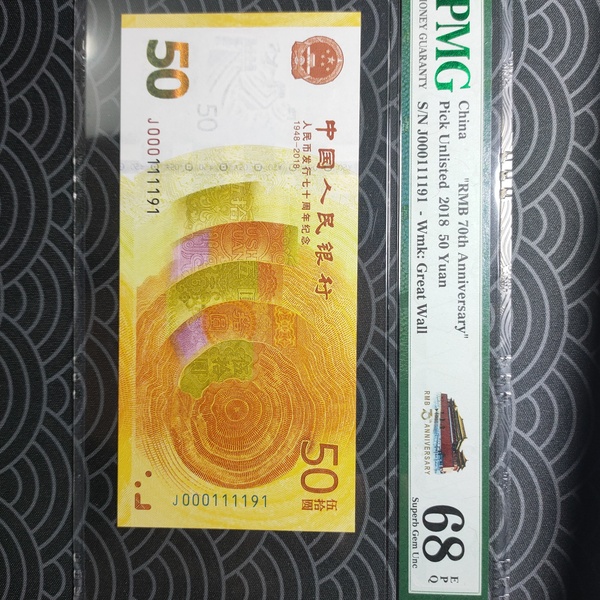 PMG
MONEY GUARANTY
China "RMB 70th Anniversary"
Pick Unlisted 2018 50 Yuan
S/N J000111191 - Wmk: Great Wall
RMB 70 ANNIVERSARY
68 EPQ
Superb Gem Unc
50
J000111191
中国人民银行
人民币发行七十周年纪念
1948-2018
50
伍拾圆
J000111191